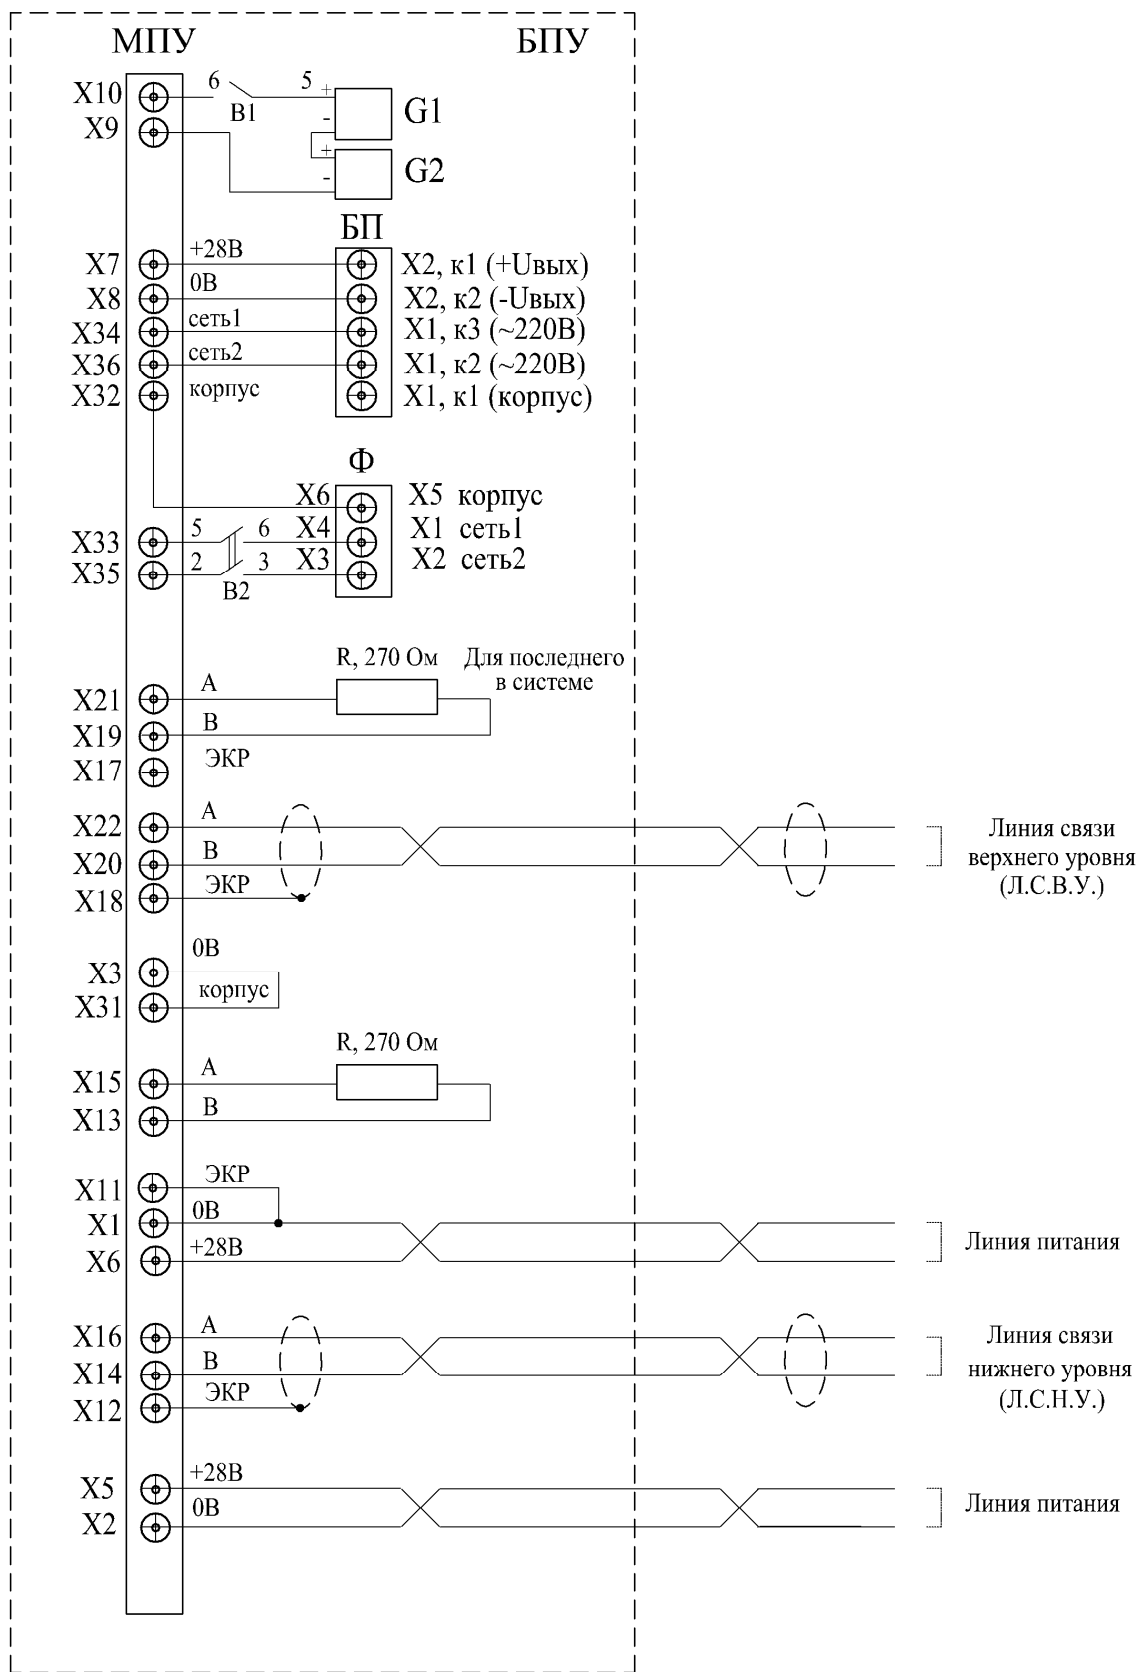 МПУ БПУ
X10 6 5 +
B1 - G1
X9 +
- G2
БП
X7 +28В X2, к1 (+Uвых)
X8 0В X2, к2 (-Uвых)
X34 сеть1 X1, к3 (~220В)
X36 сеть2 X1, к2 (~220В)
X32 корпус X1, к1 (корпус)
Ф
X6 X5 корпус
X33 5 6 X4 X1 сеть1
X35 2 3 X3 X2 сеть2
B2
R, 270 Ом Для последнего
в системе
X21 А
X19 В
X17 ЭКР
X22 А Линия связи
X20 В верхнего уровня
X18 ЭКР (Л.С.В.У.)
X3 0В
X31 корпус
R, 270 Ом
X15 А
X13 В
X11 ЭКР
X1 0В
X6 +28В Линия питания
X16 А Линия связи
X14 В нижнего уровня
X12 ЭКР (Л.С.Н.У.)
X5 +28В Линия питания
X2 0В